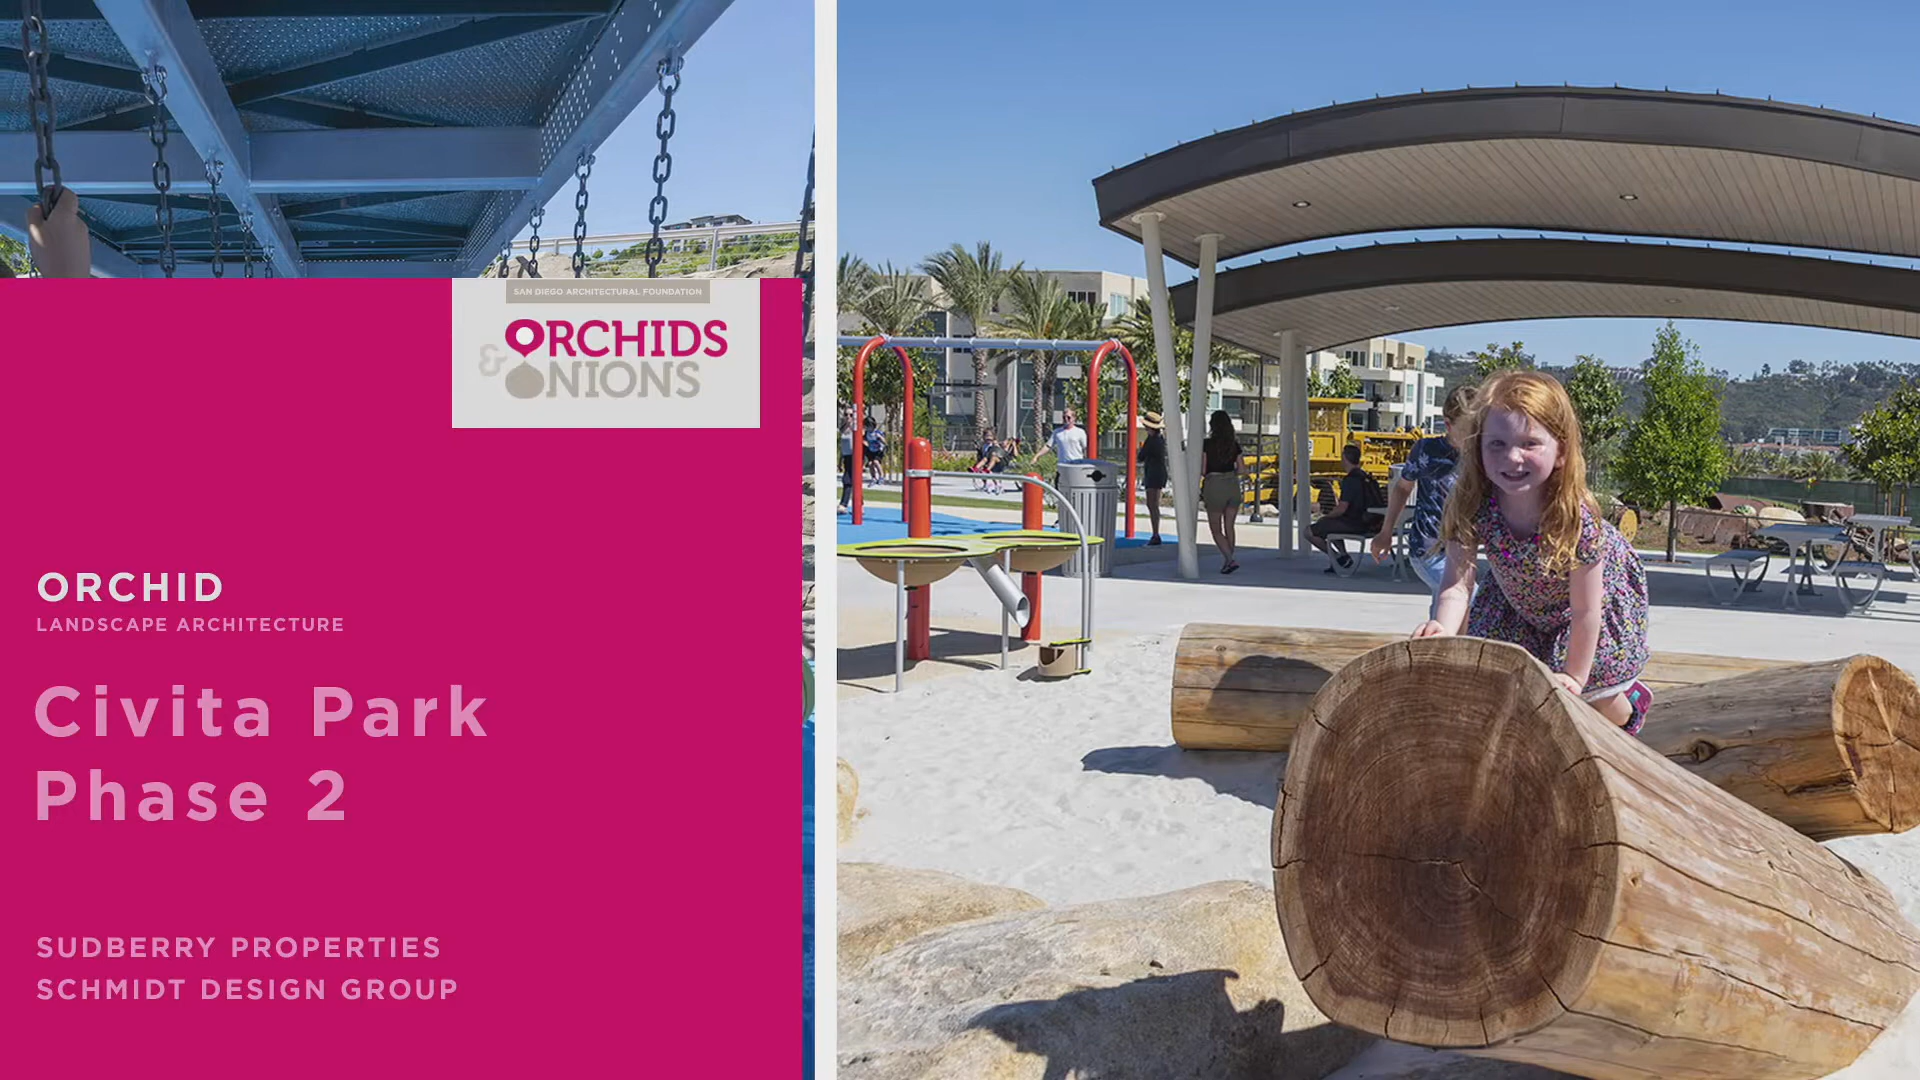 SAN DIEGO ARCHITECTURAL FOUNDATION
ORCHIDS
& ONIONS
ORCHID
LANDSCAPE ARCHITECTURE
Civita Park
Phase 2
SUDBERRY PROPERTIES
SCHMIDT DESIGN GROUP